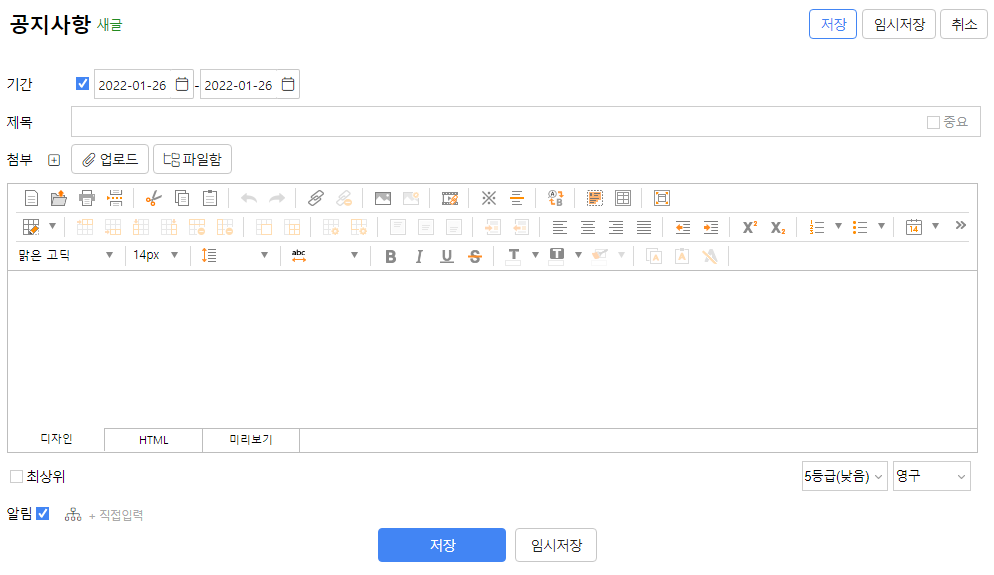 공지사항 새글 저장 임시저장 취소
기간 2022-01-26 - 2022-01-26
제목 중요
첨부 업로드 파일함
맑은 고딕 14px abc B I U S T T
디자인 HTML 미리보기
최상위 5등급(낮음) 영구
알림 + 직접입력
저장 임시저장